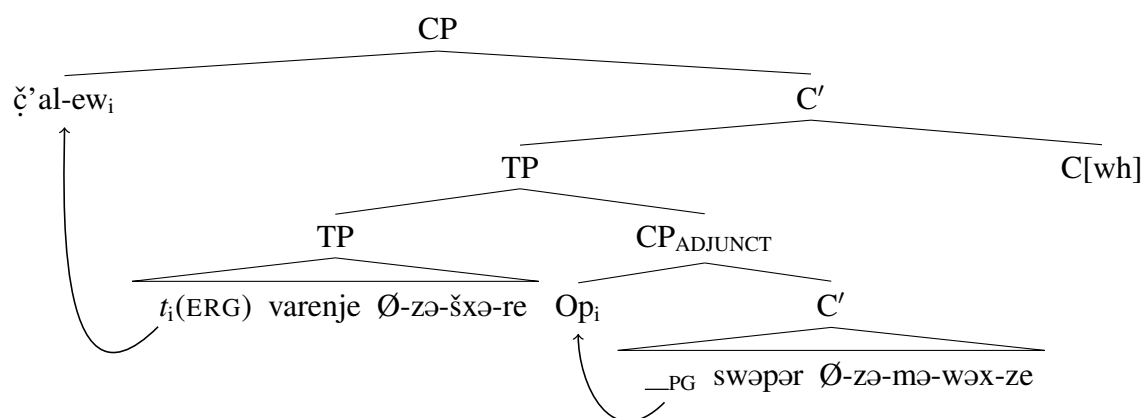 CP
č̣’al-ewᵢ C′
TP C[wh]
TP CP_ADJUNCT
tᵢ(ERG) varenje Ø-zə-šxə-re Opᵢ C′
__PG swəpər Ø-zə-mə-wəx-ze